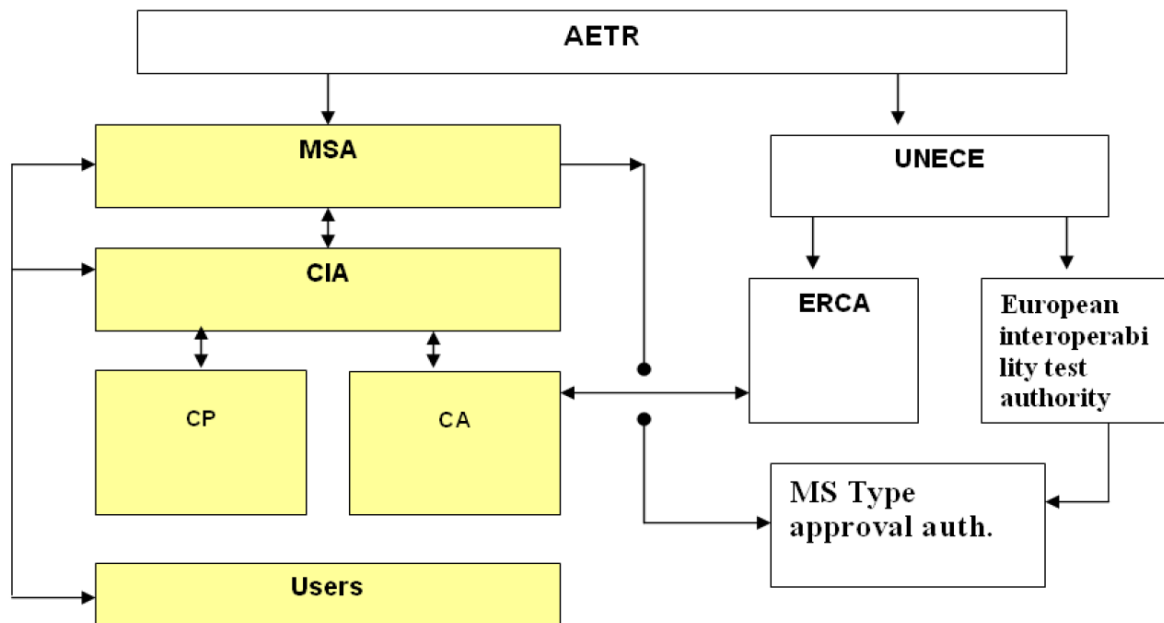 AETR
MSA
UNECE
CIA
ERCA
European
interoperabi
lity test
authority
CP
CA
MS Type
approval auth.
Users